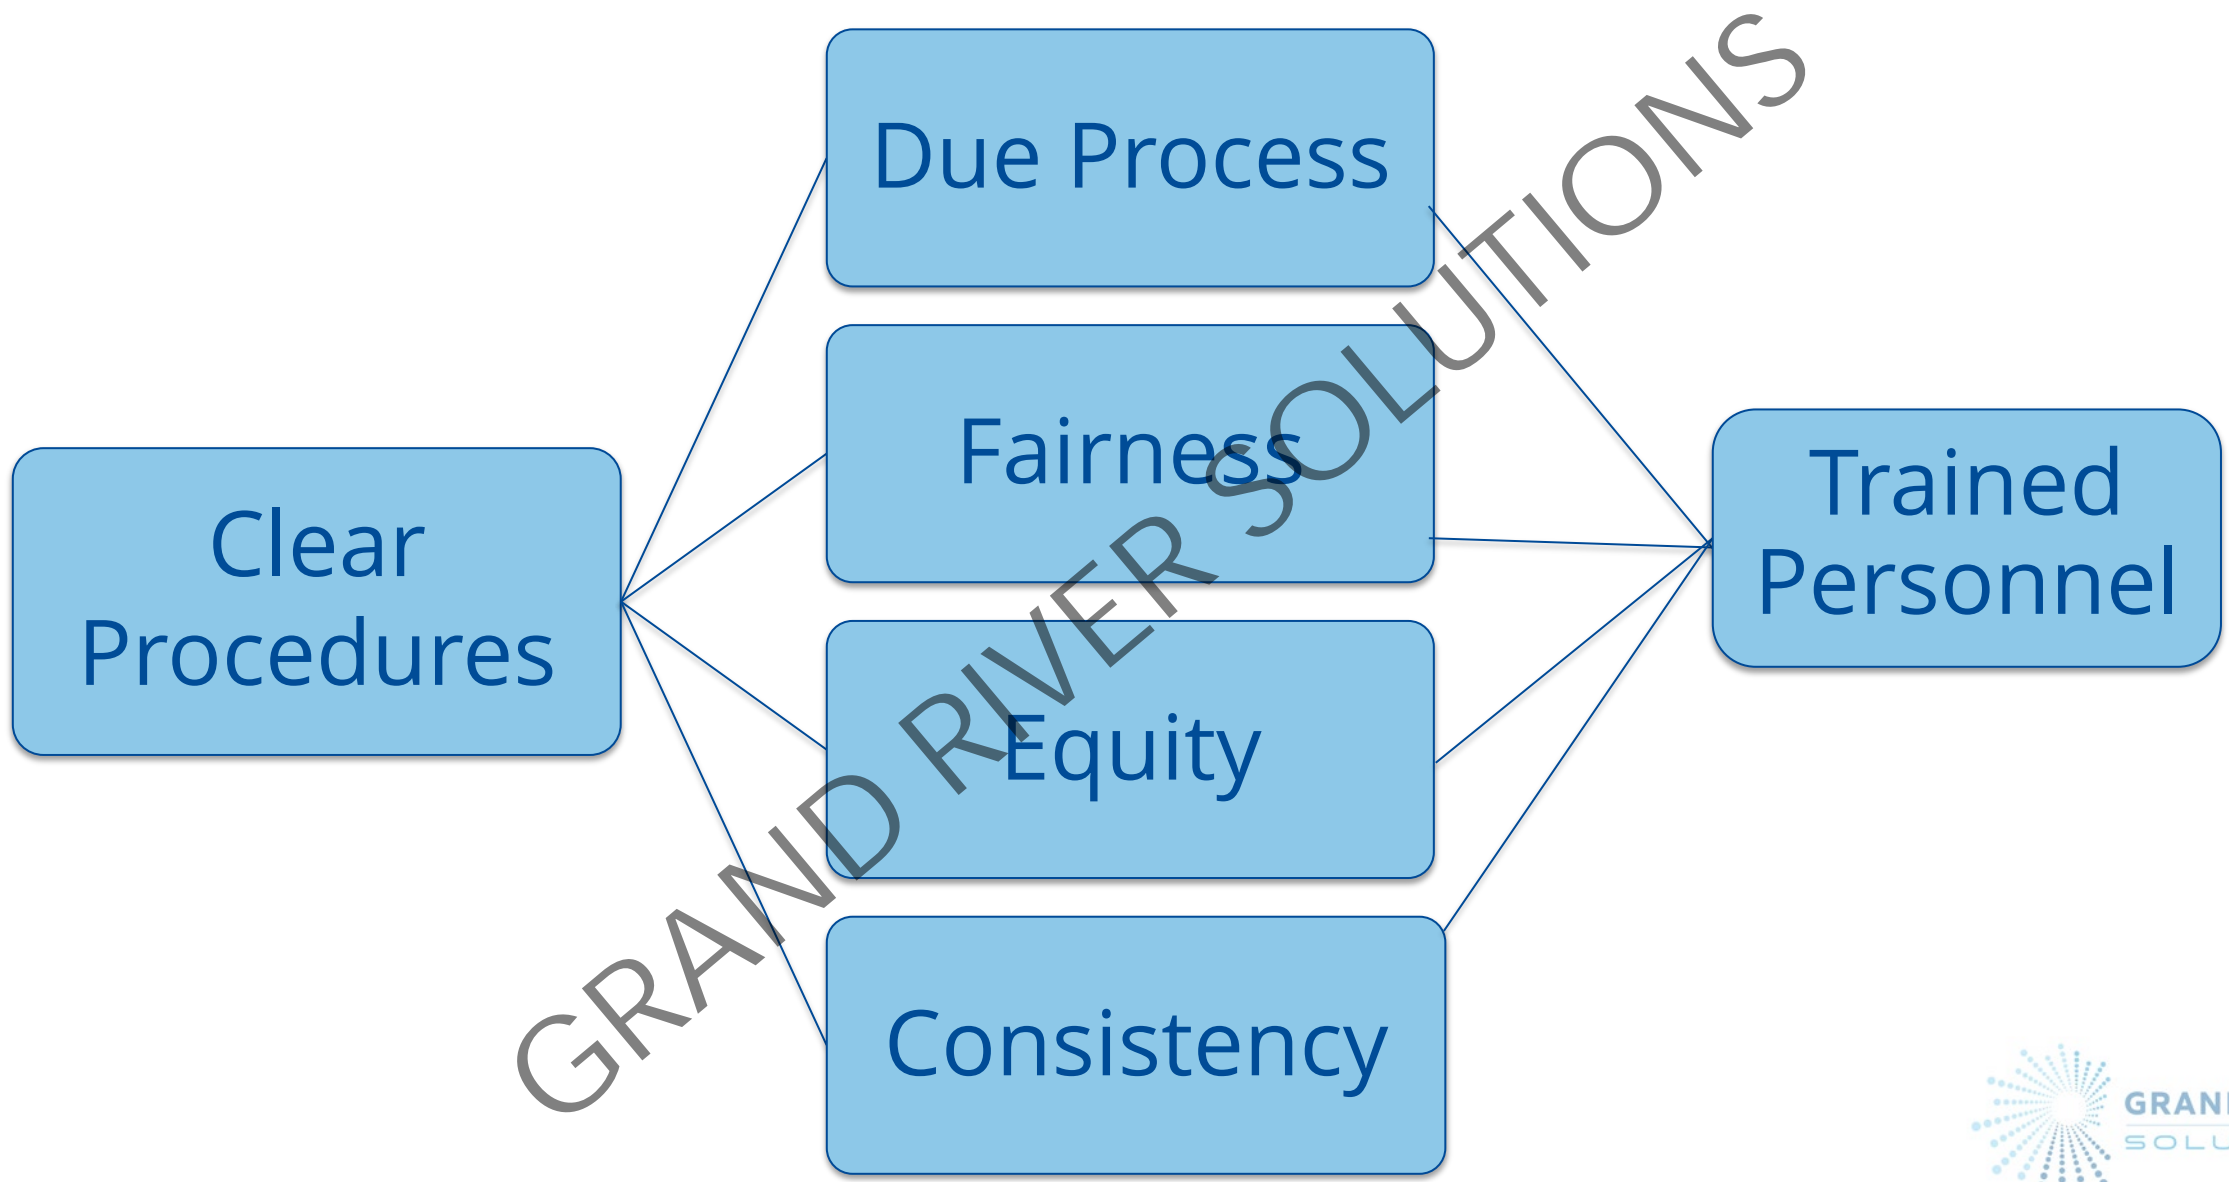 Due Process
Fairness
Clear
Procedures
Equity
Consistency
Trained
Personnel
GRAND RIVER SOLUTIONS